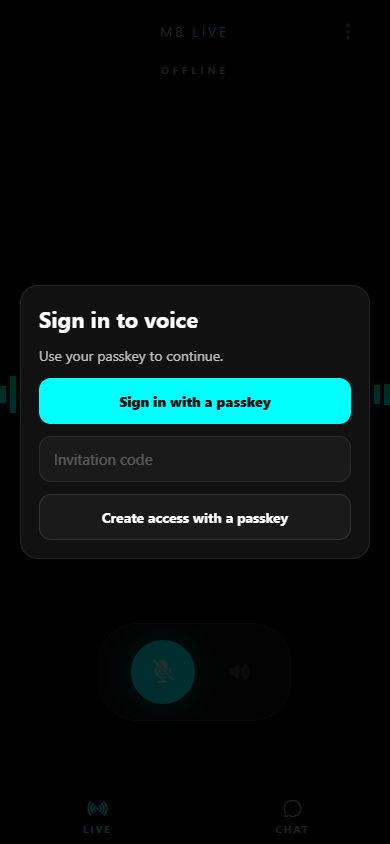 M8 LIVE
OFFLINE
Sign in to voice
Use your passkey to continue.
Sign in with a passkey
Invitation code
Create access with a passkey
LIVE
CHAT